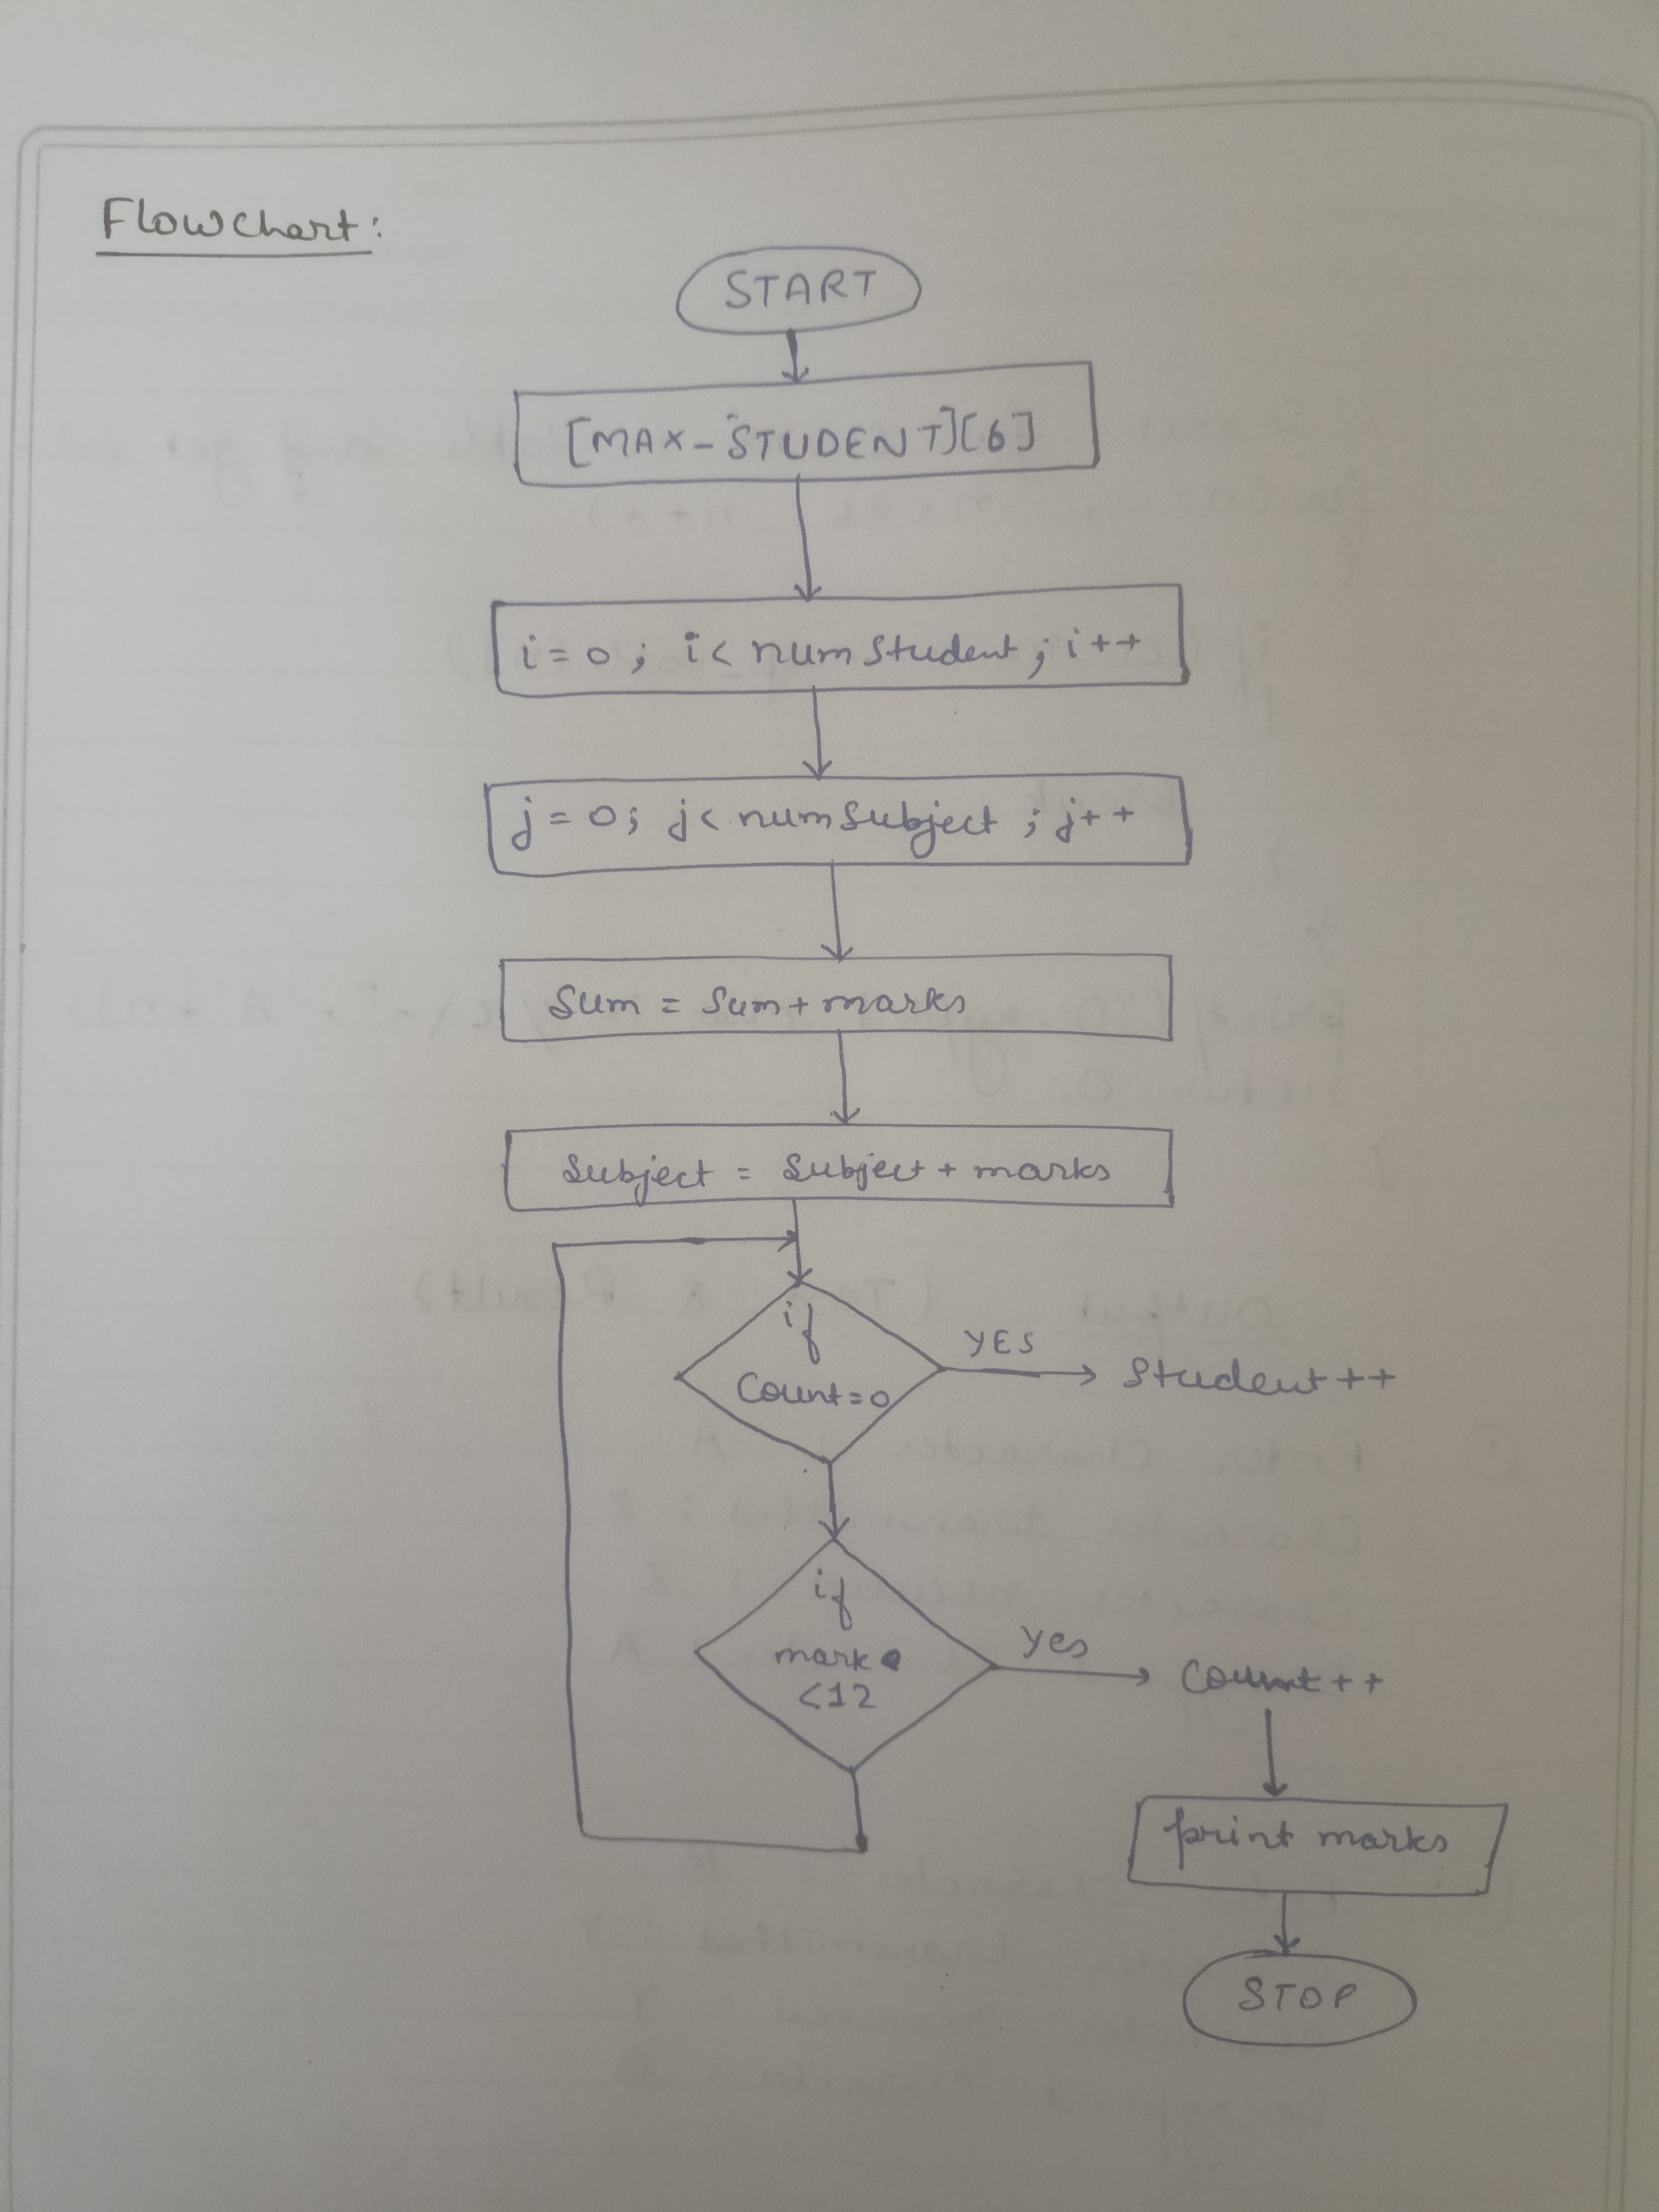 Flowchart:
START
[MAX-STUDENT][6]
i=0; i< numStudent; i++
j=0; j< numSubject; j++
Sum = Sum + marks
Subject = Subject + marks
if
Count=0
YES
Student++
if
mark
<12
yes
Count++
print marks
STOP